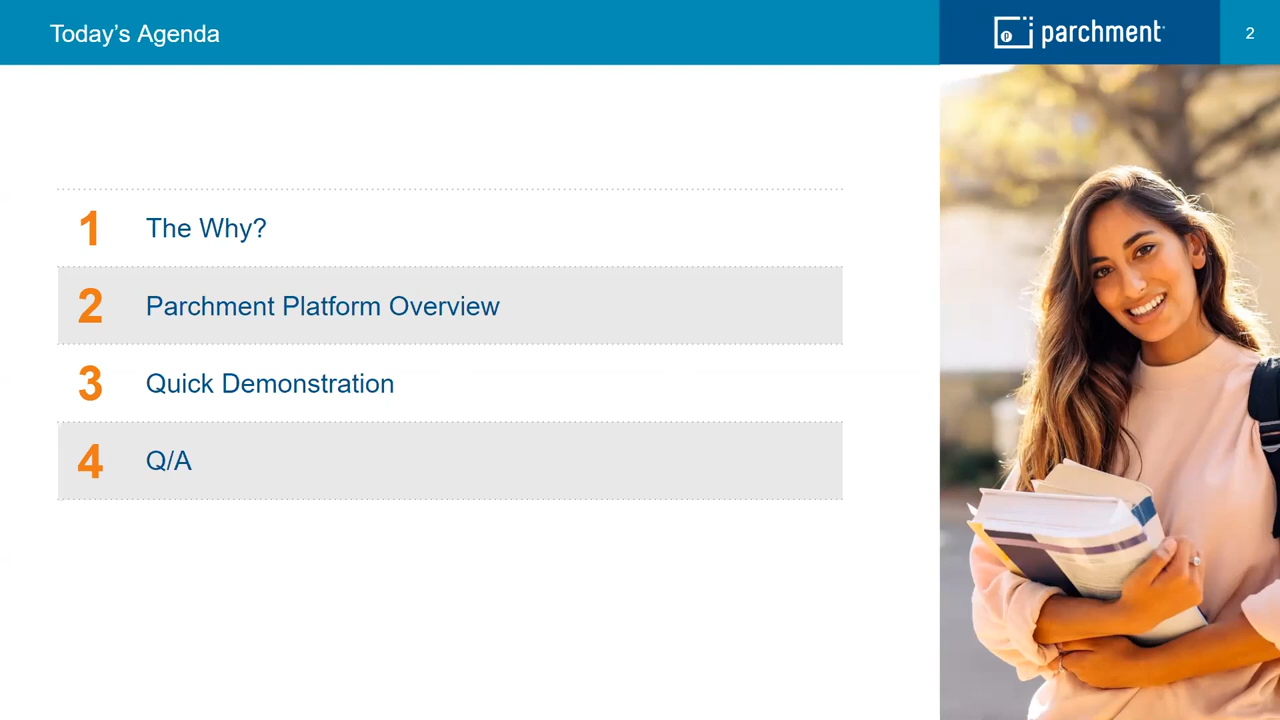 Today’s Agenda
parchment
2
1 The Why?
2 Parchment Platform Overview
3 Quick Demonstration
4 Q/A